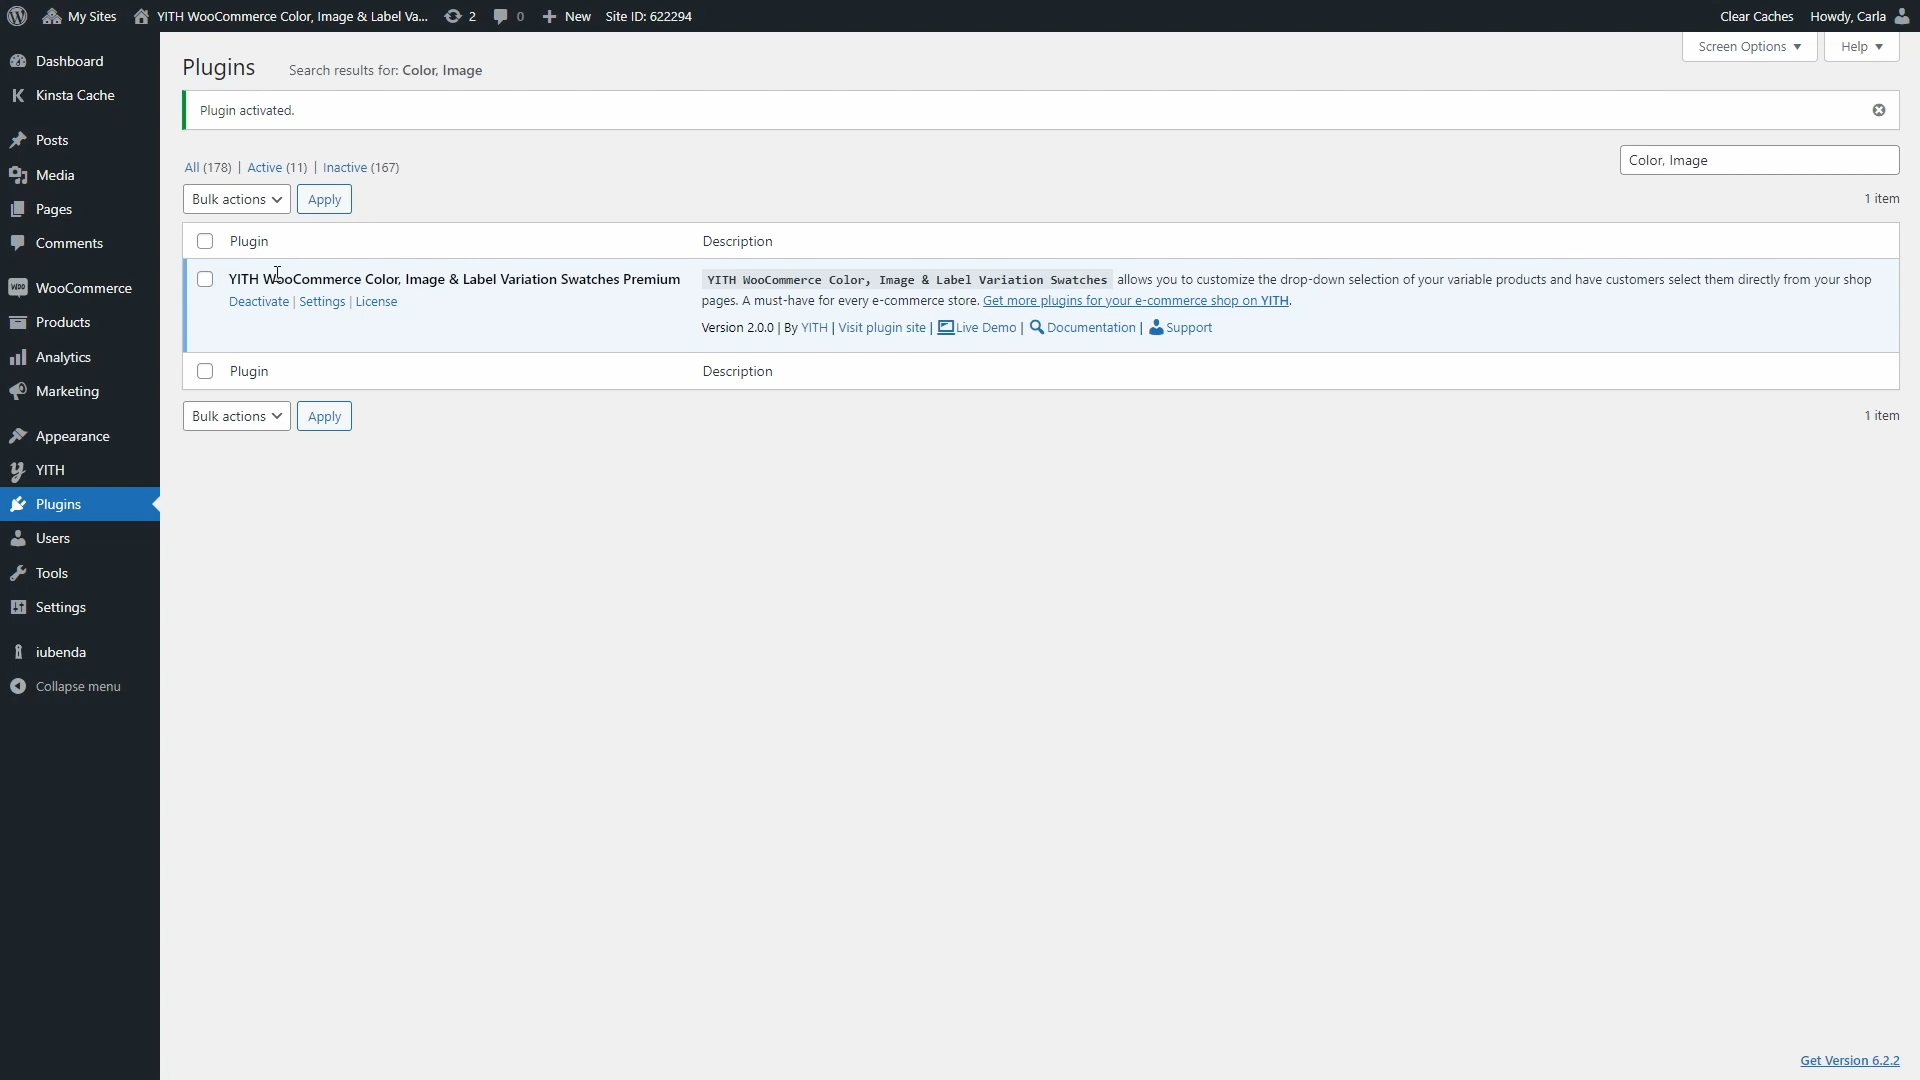 My Sites YITH WooCommerce Color, Image & Label Va... 2 0 New Site ID: 622294 Clear Caches Howdy, Carla
Dashboard
Kinsta Cache
Posts
Media
Pages
Comments
WooCommerce
Products
Analytics
Marketing
Appearance
YITH
Plugins
Users
Tools
Settings
iubenda
Collapse menu
Screen Options Help
Plugins Search results for: Color, Image
Plugin activated.
All (178) | Active (11) | Inactive (167)
Color, Image
Bulk actions Apply 1 item
Plugin Description
YITH WooCommerce Color, Image & Label Variation Swatches Premium
Deactivate | Settings | License
YITH WooCommerce Color, Image & Label Variation Swatches allows you to customize the drop-down selection of your variable products and have customers select them directly from your shop
pages. A must-have for every e-commerce store. Get more plugins for your e-commerce shop on YITH.
Version 2.0.0 | By YITH | Visit plugin site | Live Demo | Documentation | Support
Plugin Description
Bulk actions Apply 1 item
Get Version 6.2.2